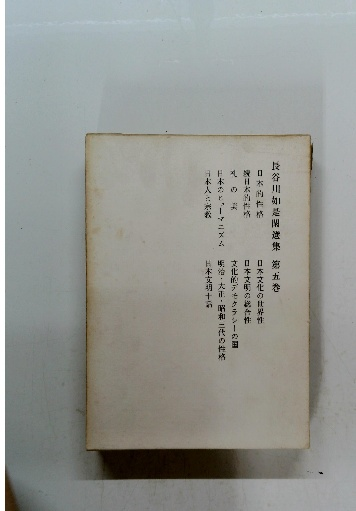 長谷川如是閑選集　第五巻
日本的性格　日本文化の世界性
続日本的性格　日本文明の総合性
礼の美　文化的デモクラシーの国
日本のヒューマニズム　明治・大正・昭和三代の性格
日本人と宗教　日本文明十話